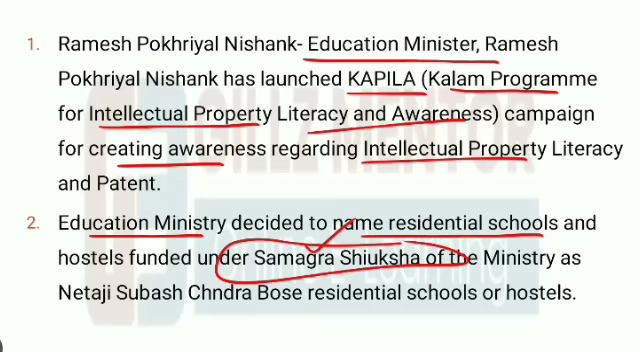 1. Ramesh Pokhriyal Nishank- Education Minister, Ramesh
Pokhriyal Nishank has launched KAPILA (Kalam Programme
for Intellectual Property Literacy and Awareness) campaign
for creating awareness regarding Intellectual Property Literacy
and Patent.
2. Education Ministry decided to name residential schools and
hostels funded under Samagra Shiuksha of the Ministry as
Netaji Subash Chndra Bose residential schools or hostels.